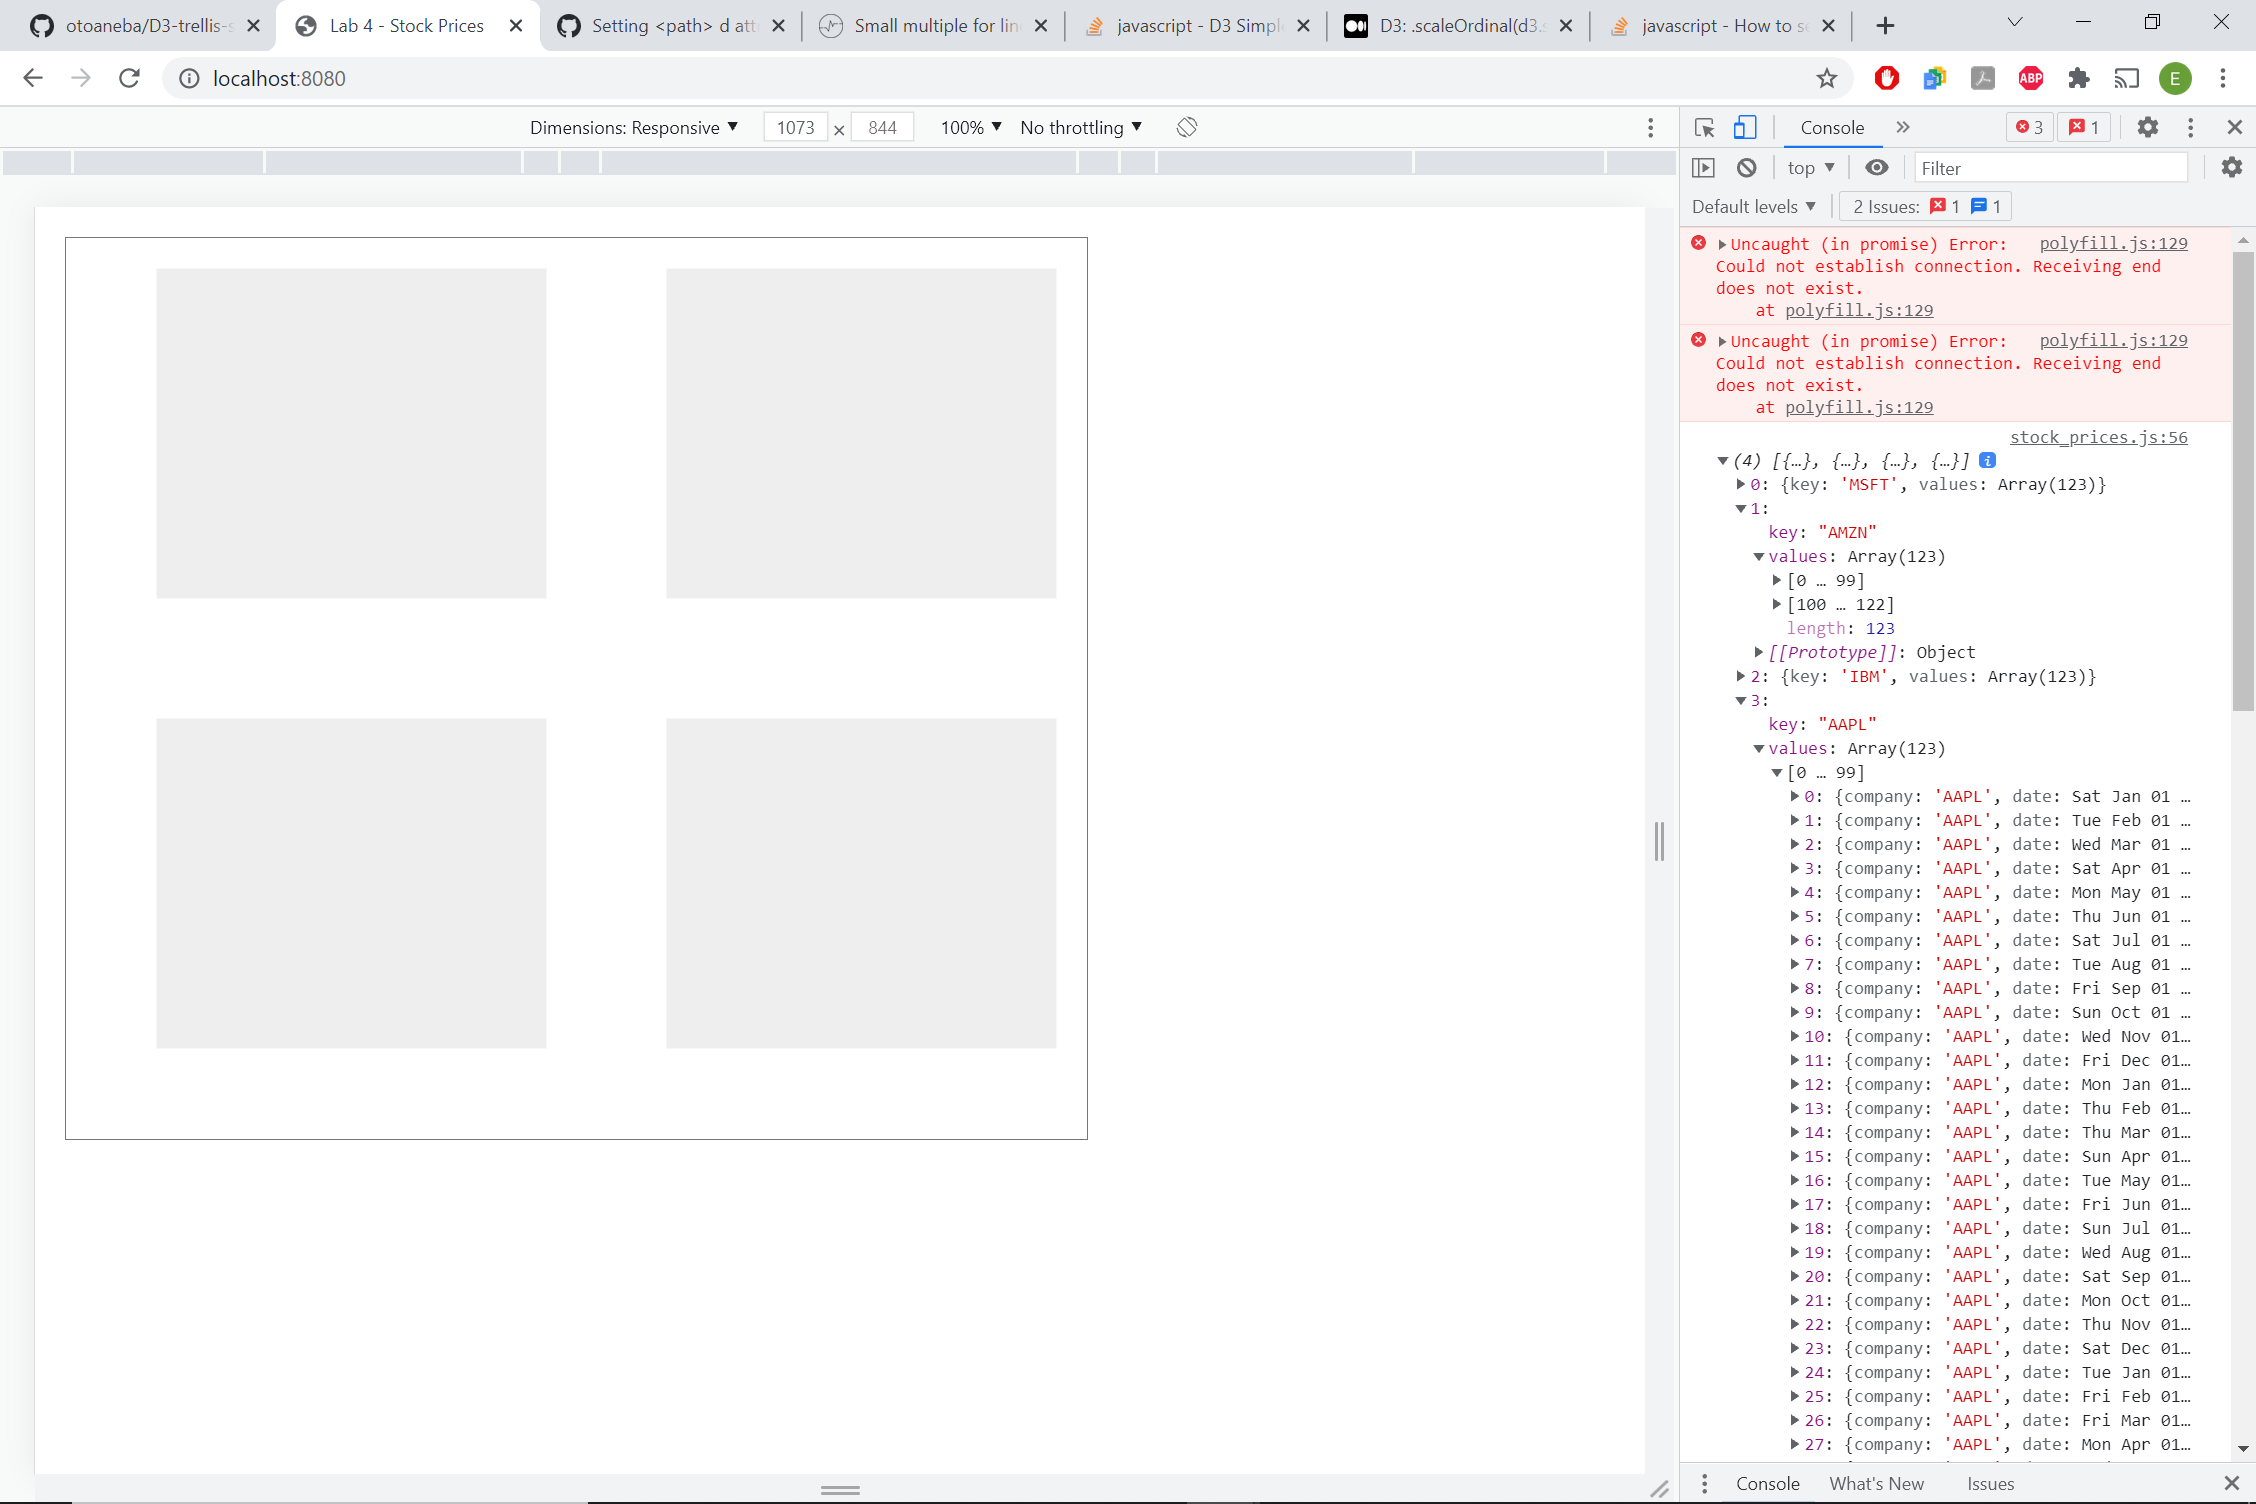 otoaneba/D3-trellis-s
Lab 4 - Stock Prices
Setting <path> d att
Small multiple for lin
javascript - D3 Simple
D3: .scaleOrdinal(d3.s
javascript - How to se
localhost:8080
ABP
E
Dimensions: Responsive ▼ 1073 × 844 100% ▼ No throttling ▼
Console » 3 1
top ▼ Filter
Default levels ▼ 2 Issues: 1 1
▶Uncaught (in promise) Error: polyfill.js:129
Could not establish connection. Receiving end
does not exist.
at polyfill.js:129
▶Uncaught (in promise) Error: polyfill.js:129
Could not establish connection. Receiving end
does not exist.
at polyfill.js:129
stock_prices.js:56
▼(4) [{…}, {…}, {…}, {…}] i
▶0: {key: 'MSFT', values: Array(123)}
▼1:
key: "AMZN"
▼values: Array(123)
▶[0 … 99]
▶[100 … 122]
length: 123
▶[[Prototype]]: Object
▶2: {key: 'IBM', values: Array(123)}
▼3:
key: "AAPL"
▼values: Array(123)
▼[0 … 99]
▶0: {company: 'AAPL', date: Sat Jan 01 …
▶1: {company: 'AAPL', date: Tue Feb 01 …
▶2: {company: 'AAPL', date: Wed Mar 01 …
▶3: {company: 'AAPL', date: Sat Apr 01 …
▶4: {company: 'AAPL', date: Mon May 01 …
▶5: {company: 'AAPL', date: Thu Jun 01 …
▶6: {company: 'AAPL', date: Sat Jul 01 …
▶7: {company: 'AAPL', date: Tue Aug 01 …
▶8: {company: 'AAPL', date: Fri Sep 01 …
▶9: {company: 'AAPL', date: Sun Oct 01 …
▶10: {company: 'AAPL', date: Wed Nov 01…
▶11: {company: 'AAPL', date: Fri Dec 01…
▶12: {company: 'AAPL', date: Mon Jan 01…
▶13: {company: 'AAPL', date: Thu Feb 01…
▶14: {company: 'AAPL', date: Thu Mar 01…
▶15: {company: 'AAPL', date: Sun Apr 01…
▶16: {company: 'AAPL', date: Tue May 01…
▶17: {company: 'AAPL', date: Fri Jun 01…
▶18: {company: 'AAPL', date: Sun Jul 01…
▶19: {company: 'AAPL', date: Wed Aug 01…
▶20: {company: 'AAPL', date: Sat Sep 01…
▶21: {company: 'AAPL', date: Mon Oct 01…
▶22: {company: 'AAPL', date: Thu Nov 01…
▶23: {company: 'AAPL', date: Sat Dec 01…
▶24: {company: 'AAPL', date: Tue Jan 01…
▶25: {company: 'AAPL', date: Fri Feb 01…
▶26: {company: 'AAPL', date: Fri Mar 01…
▶27: {company: 'AAPL', date: Mon Apr 01…
Console What's New Issues